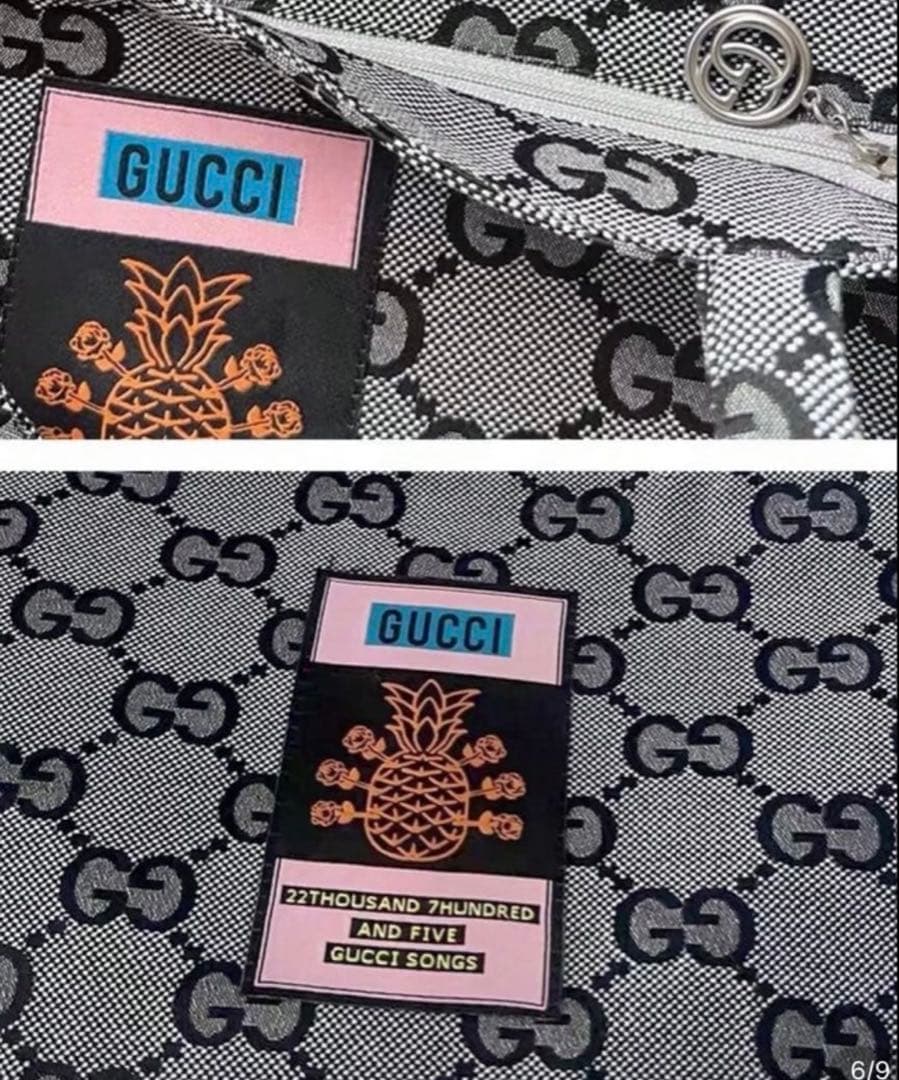 GUCCI
GUCCI
22THOUSAND 7HUNDRED
AND FIVE
GUCCI SONGS
6/9